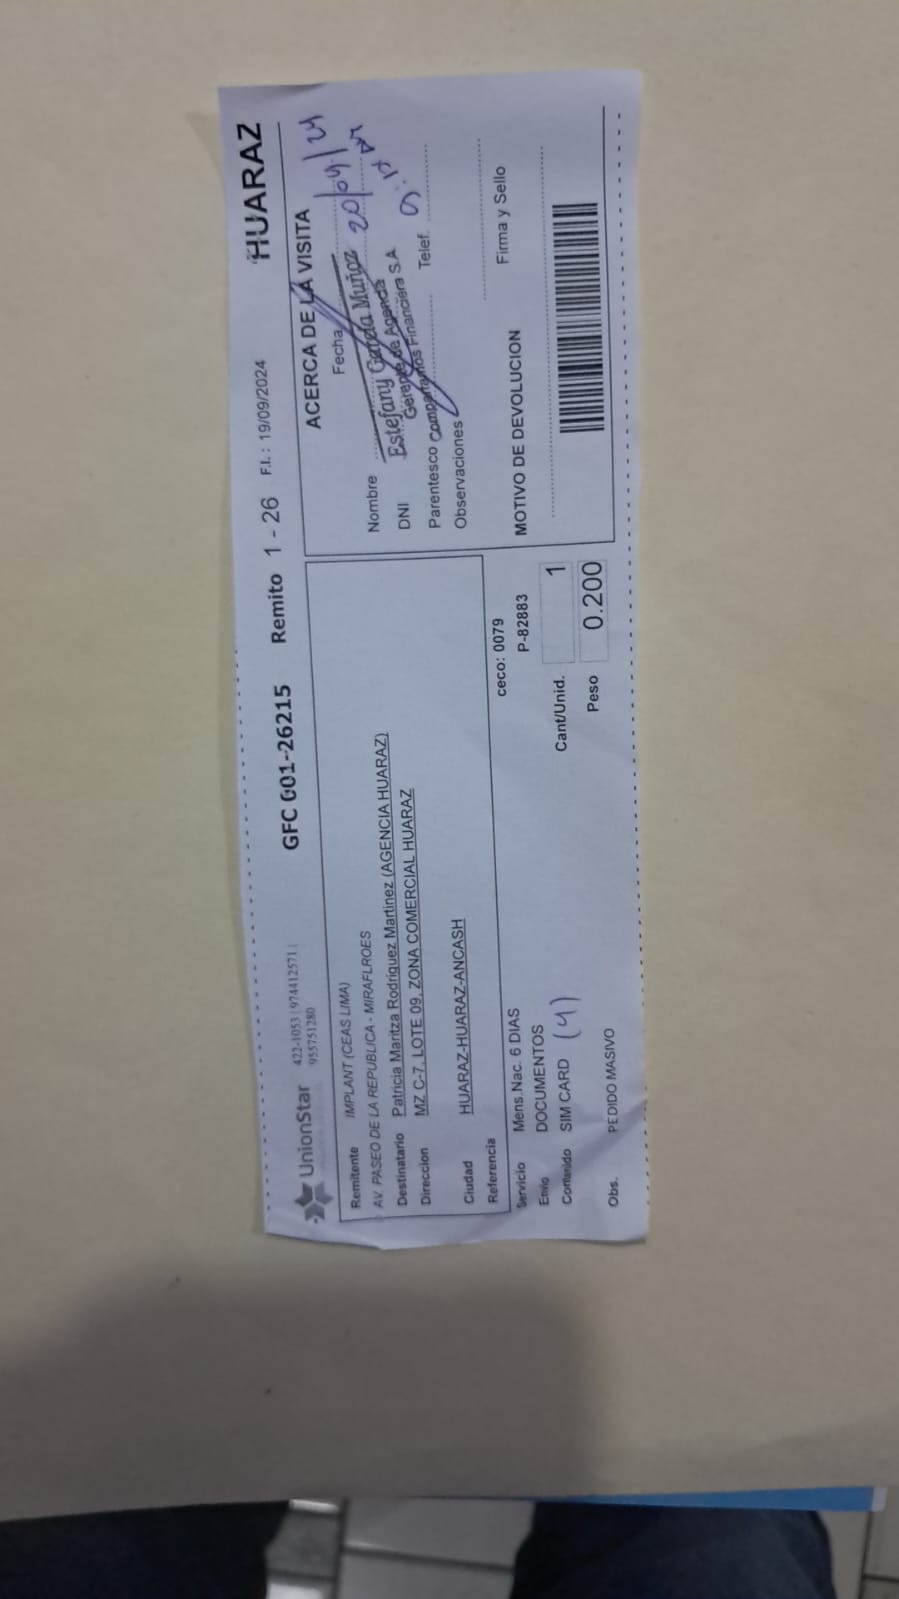 UnionStar
422-1053 | 974412571 |
955751280
GFC 001-26215
Remito 1 - 26
F.I.: 19/09/2024
HUARAZ
Remitente IMPLANT (CEAS LIMA)
AV. PASEO DE LA REPUBLICA - MIRAFLROES
Destinatario Patricia Maritza Rodriguez Martinez (AGENCIA HUARAZ)
Direccion MZ C-7, LOTE 09, ZONA COMERCIAL HUARAZ
Ciudad HUARAZ-HUARAZ-ANCASH
Referencia
ceco: 0079
Servicio Mens.Nac. 6 DIAS
P-82883
Envio DOCUMENTOS
Contenido SIM CARD (4)
Cant/Unid. 1
Peso 0.200
Obs. PEDIDO MASIVO
ACERCA DE LA VISITA
Fecha 20/09/24
Nombre
Estefany García Muñoz
DNI
Gerente de Agencia
Parentesco
Compartamos Financiera S.A.
Telef.
Observaciones
Firma y Sello
MOTIVO DE DEVOLUCION